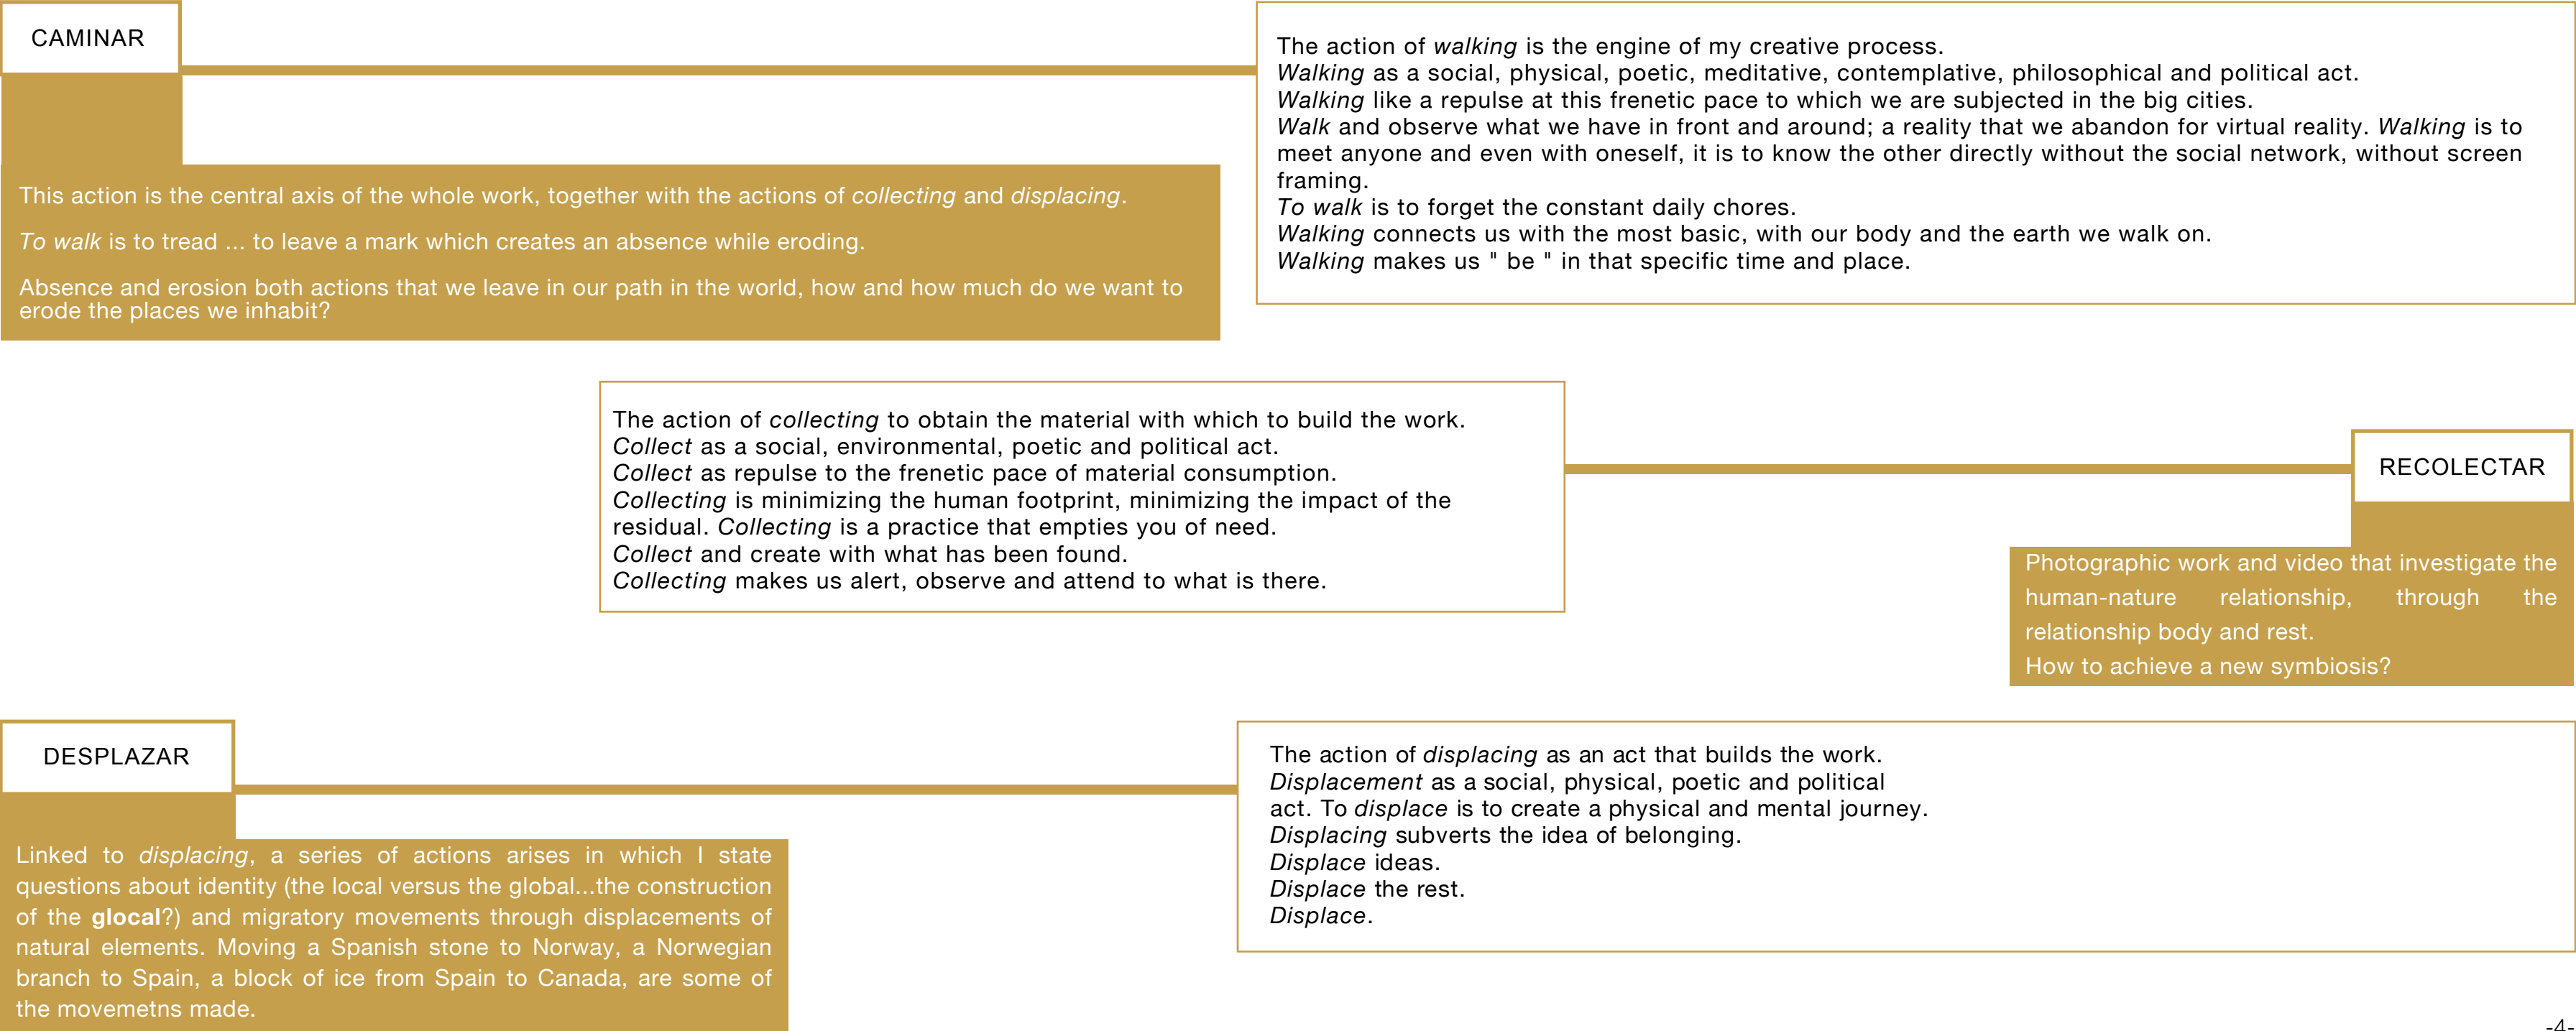 CAMINAR
This action is the central axis of the whole work, together with the actions of collecting and displacing.
To walk is to tread ... to leave a mark which creates an absence while eroding.
Absence and erosion both actions that we leave in our path in the world, how and how much do we want to
erode the places we inhabit?
The action of walking is the engine of my creative process.
Walking as a social, physical, poetic, meditative, contemplative, philosophical and political act.
Walking like a repulse at this frenetic pace to which we are subjected in the big cities.
Walk and observe what we have in front and around; a reality that we abandon for virtual reality. Walking is to
meet anyone and even with oneself, it is to know the other directly without the social network, without screen
framing.
To walk is to forget the constant daily chores.
Walking connects us with the most basic, with our body and the earth we walk on.
Walking makes us " be " in that specific time and place.
The action of collecting to obtain the material with which to build the work.
Collect as a social, environmental, poetic and political act.
Collect as repulse to the frenetic pace of material consumption.
Collecting is minimizing the human footprint, minimizing the impact of the
residual. Collecting is a practice that empties you of need.
Collect and create with what has been found.
Collecting makes us alert, observe and attend to what is there.
RECOLECTAR
Photographic work and video that investigate the
human-nature relationship, through the
relationship body and rest.
How to achieve a new symbiosis?
DESPLAZAR
Linked to displacing, a series of actions arises in which I state
questions about identity (the local versus the global...the construction
of the glocal?) and migratory movements through displacements of
natural elements. Moving a Spanish stone to Norway, a Norwegian
branch to Spain, a block of ice from Spain to Canada, are some of
the movemetns made.
The action of displacing as an act that builds the work.
Displacement as a social, physical, poetic and political
act. To displace is to create a physical and mental journey.
Displacing subverts the idea of belonging.
Displace ideas.
Displace the rest.
Displace.
-4-